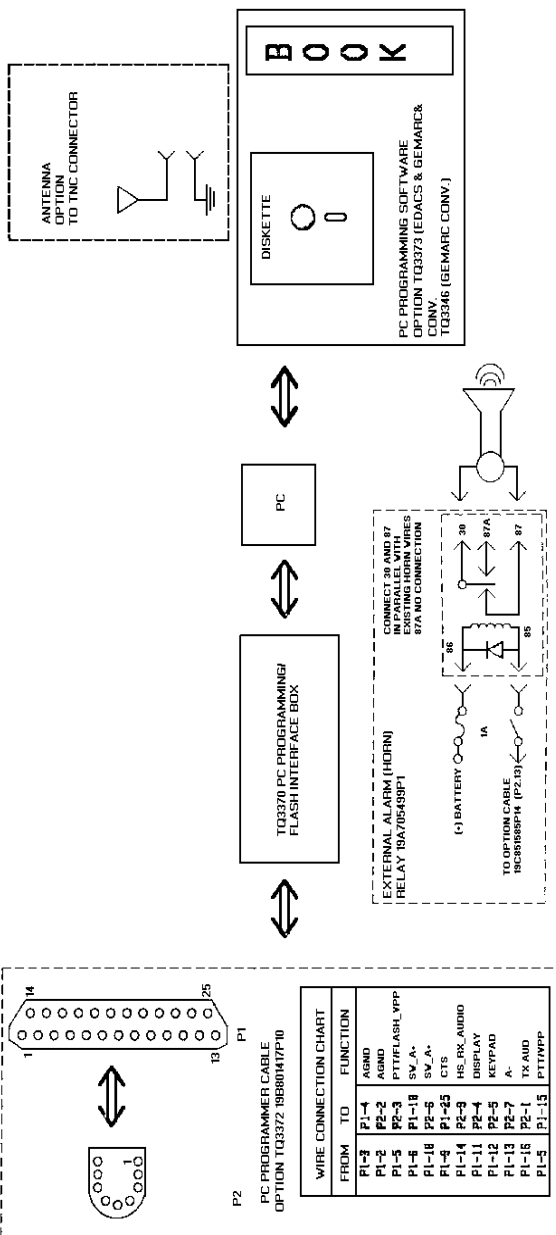 ANTENNA
OPTION
TO TNC CONNECTOR
BOOK
DISKETTE
PC PROGRAMMING SOFTWARE
OPTION TQ3373 (EDACS & GEMARC&
CONV.
TQ3346 (GEMARC CONV.)
PC
TQ3370 PC PROGRAMMING/
FLASH INTERFACE BOX
EXTERNAL ALARM (HORN)
RELAY 19A705499P1
CONNECT 30 AND 87
IN PARALLEL WITH
EXISTING HORN WIRES
87A NO CONNECTION
30
87A
87
86
85
(+) BATTERY
1A
TO OPTION CABLE
19C851585P14 (P2.13)
1
14
13
25
P1
1
P2
PC PROGRAMMER CABLE
OPTION TQ3372 19B801417P10
WIRE CONNECTION CHART
FROM TO FUNCTION
P1-3 P1-4 AGND
P1-2 P2-2 AGND
P1-5 P2-3 PTT/FLASH_VPP
P1-6 P1-18 SW_A+
P1-18 P2-6 SW_A+
P1-9 P1-25 CTS
P1-14 P2-9 HS_RX_AUDIO
P1-11 P2-4 DISPLAY
P1-12 P2-5 KEYPAD
P1-13 P2-7 A-
P1-16 P2-1 TX AUD
P1-5 P1-15 PTT/VPP